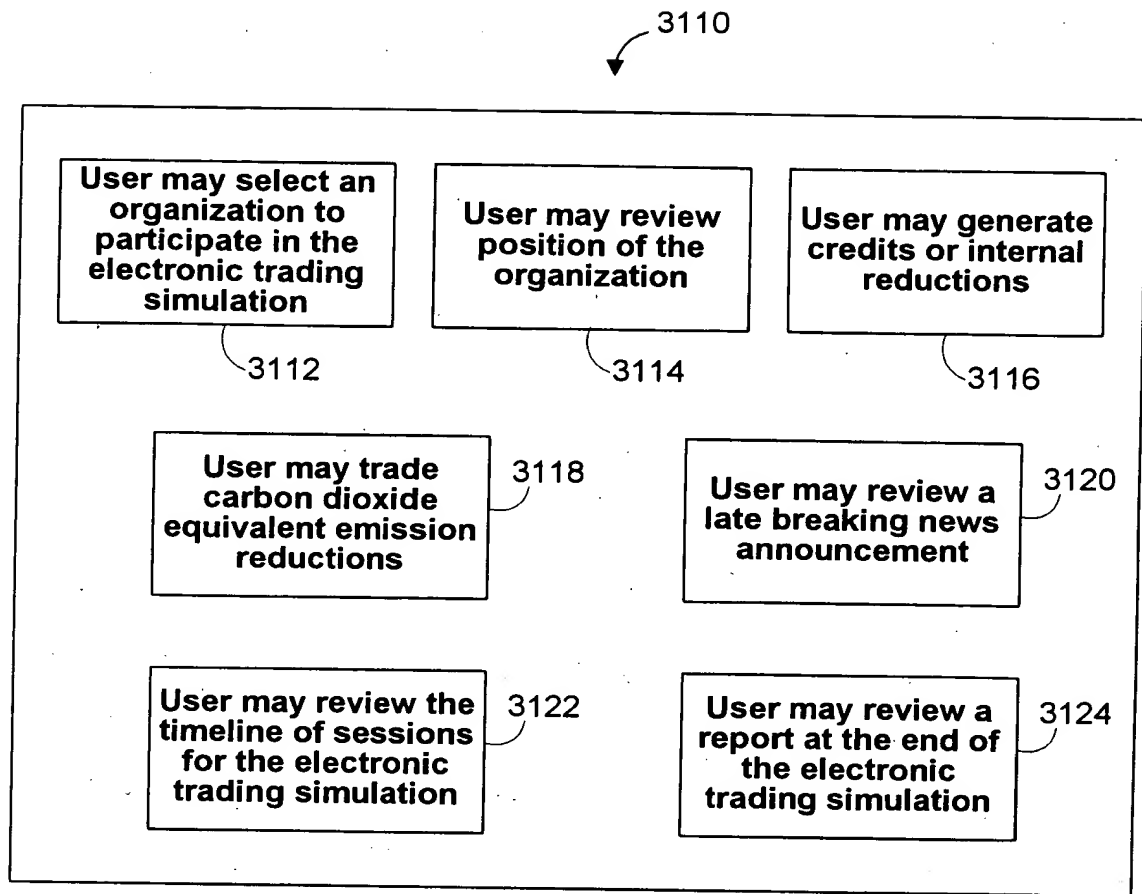 3110
User may select an
organization to
participate in the
electronic trading
simulation
3112
User may review
position of the
organization
3114
User may generate
credits or internal
reductions
3116
User may trade
carbon dioxide
equivalent emission
reductions
3118
User may review a
late breaking news
announcement
3120
User may review the
timeline of sessions
for the electronic
trading simulation
3122
User may review a
report at the end of
the electronic
trading simulation
3124